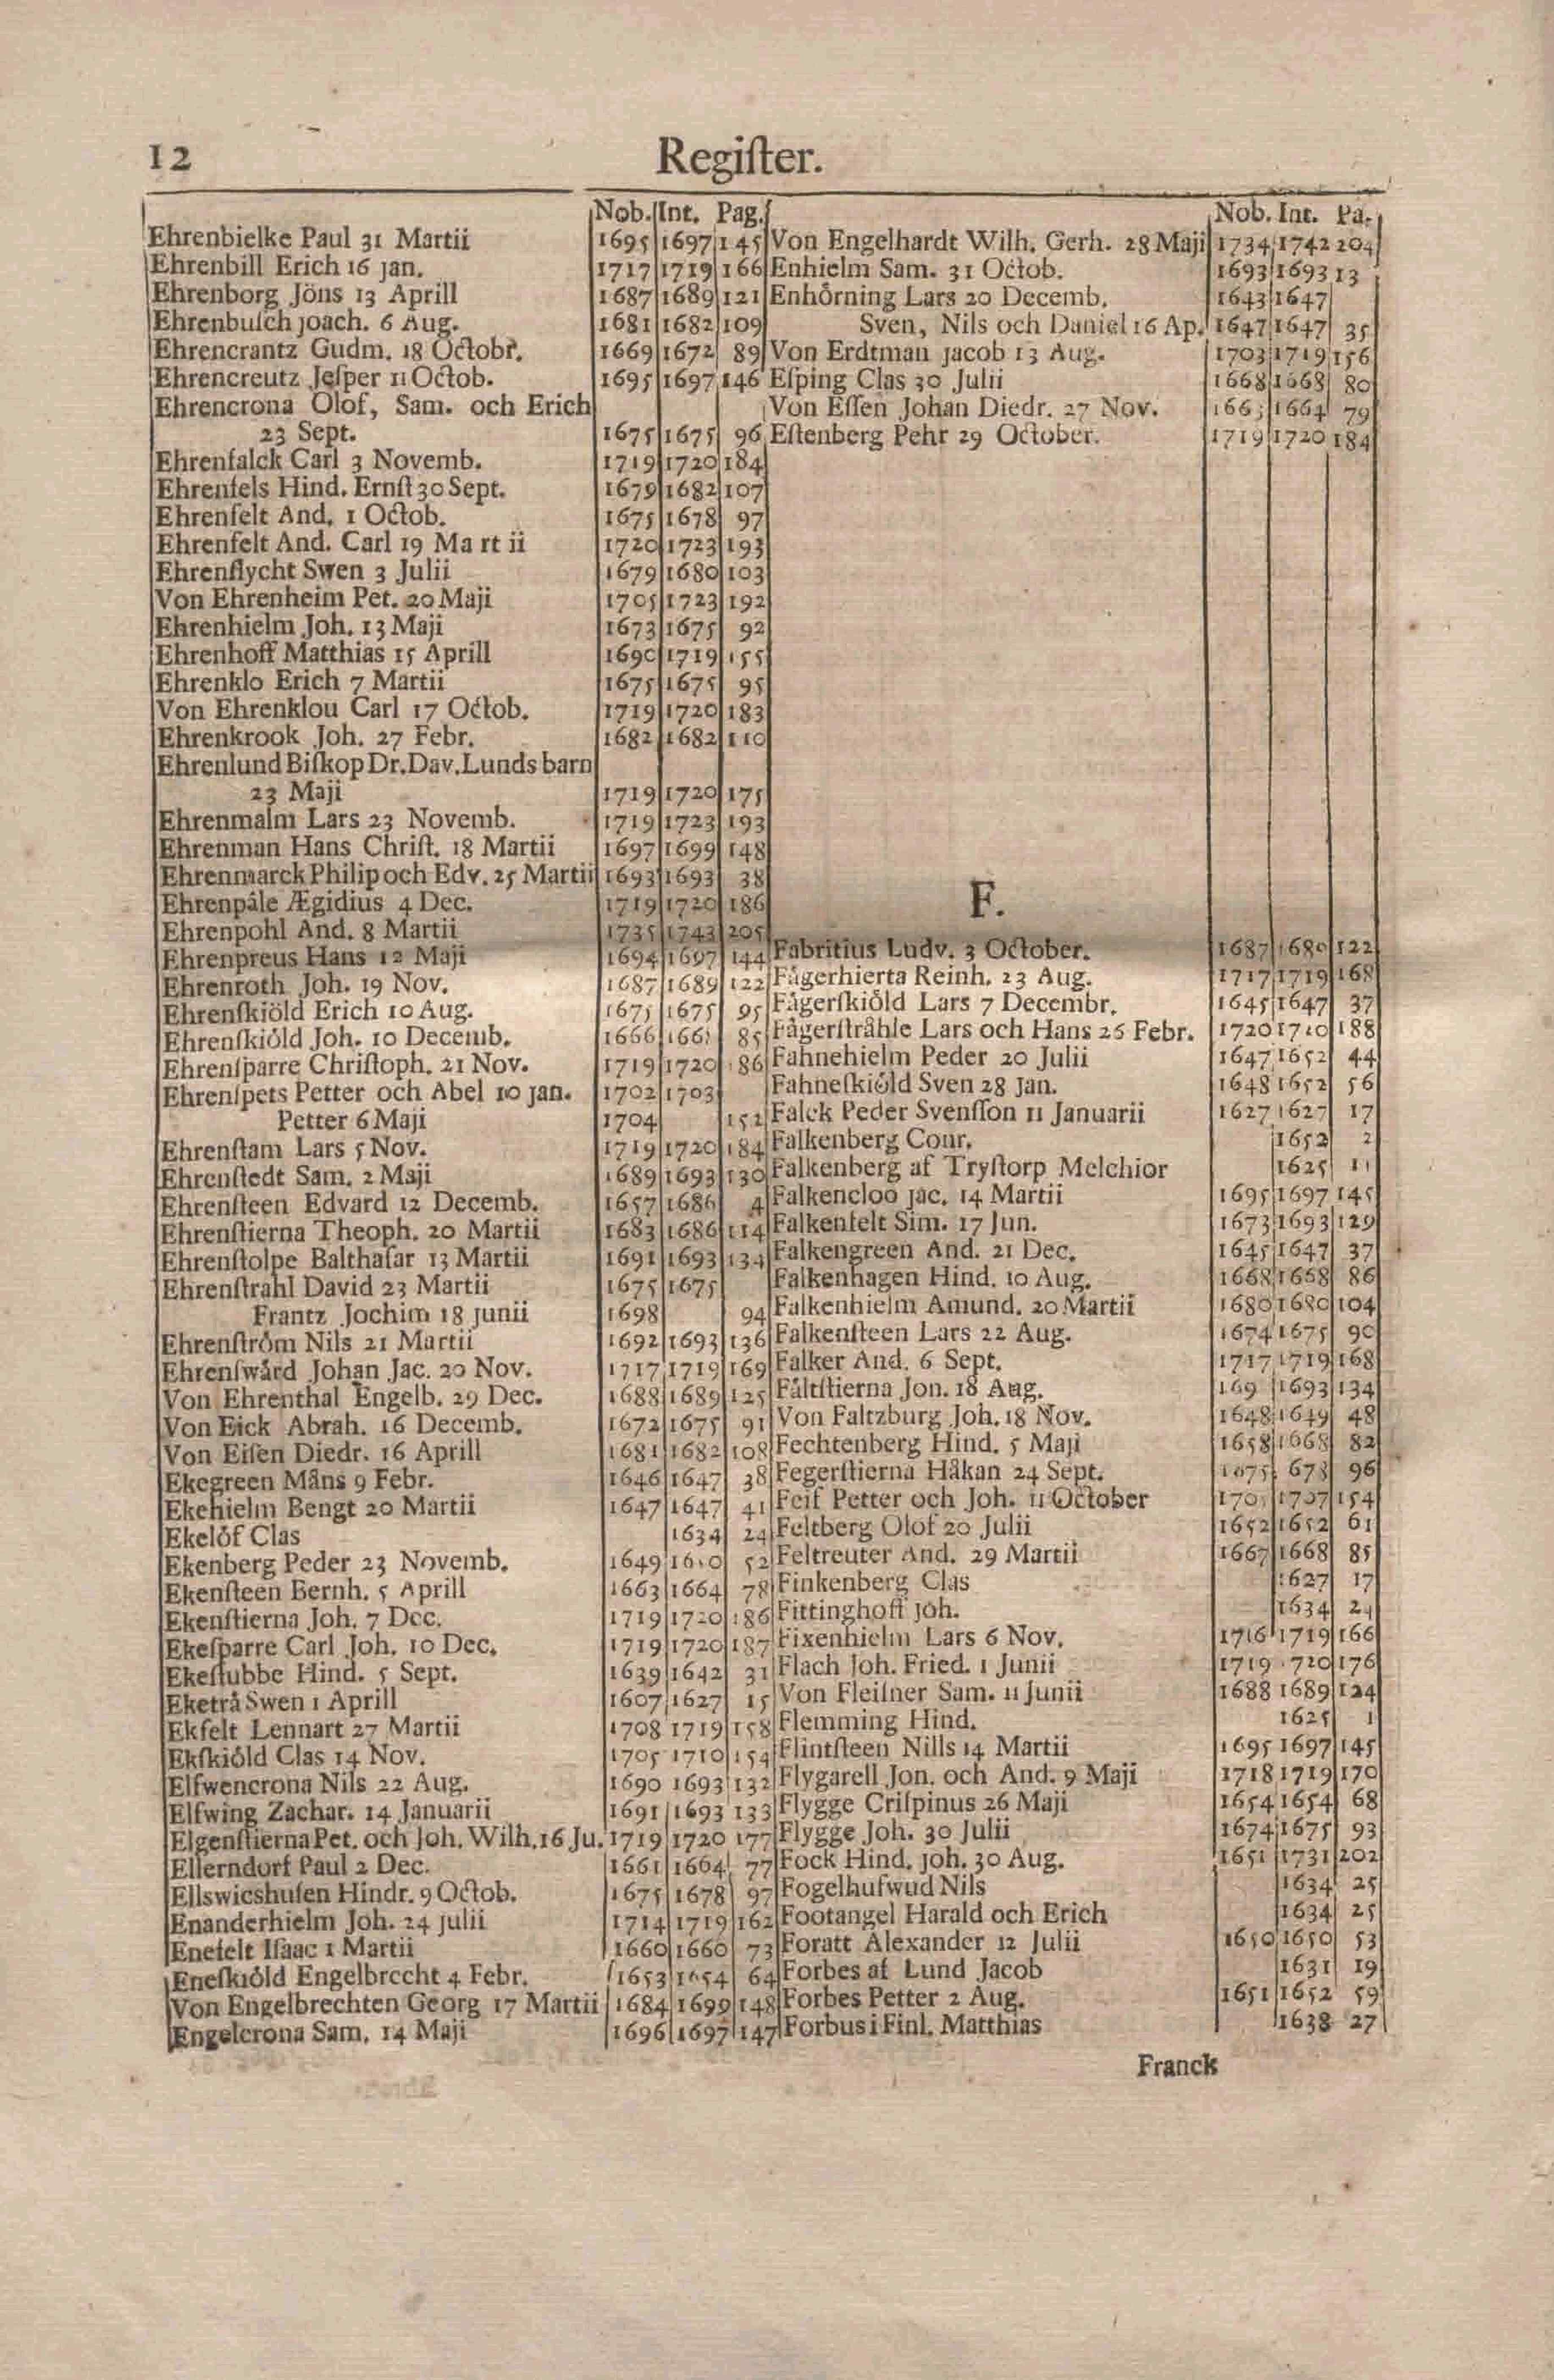 12
Regiſter.
Nob. Int. Pag.
Ehrenbielke Paul 31 Martii 1695 1697 145
Ehrenbill Erich 16 jan. 1717 1719 166
Ehrenborg Jöns 13 Aprill 1687 1689 121
Ehrenbuſch joach. 6 Aug. 1681 1682 109
Ehrencrantz Gudm. 18 Octobr. 1669 1672 89
Ehrencreutz Jeſper 11 Octob. 1695 1697 146
Ehrencrona Olof, Sam. och Erich
23 Sept. 1675 1675 96
Ehrenfalck Carl 3 Novemb. 1719 1720 184
Ehrenfels Hind. Ernſt 30 Sept. 1679 1682 107
Ehrenfelt And. 1 Octob. 1675 1678 97
Ehrenfelt And. Carl 19 Martii 1720 1723 193
Ehrenflycht Swen 3 Julii 1679 1680 103
Von Ehrenheim Pet. 20 Maji 1705 1723 192
Ehrenhielm Joh. 13 Maji 1673 1675 92
Ehrenhoff Matthias 15 Aprill 1690 1719 155
Ehrenklo Erich 7 Martii 1675 1675 95
Von Ehrenklou Carl 17 Octob. 1719 1720 183
Ehrenkrook Joh. 27 Febr. 1682 1682 110
Ehrenlund Biſkop Dr. Dav. Lunds barn
23 Maji 1719 1720 175
Ehrenmalm Lars 23 Novemb. 1719 1723 193
Ehrenman Hans Chriſt. 18 Martii 1697 1699 148
Ehrenmarck Philip och Edv. 25 Martii 1693 1693 38
Ehrenpåle Ægidius 4 Dec. 1719 1720 186
Ehrenpohl And. 8 Martii 1735 1743 205
Ehrenpreus Hans 12 Maji 1694 1697 144
Ehrenroth Joh. 19 Nov. 1687 1689 122
Ehrenſkiöld Erich 10 Aug. 1675 1675 95
Ehrenſkiöld Joh. 10 Decemb. 1666 85
Ehrenſparre Chriſtoph. 21 Nov. 1719 1720 186
Ehrenſpets Petter och Abel 10 jan. 1702 1703
Petter 6 Maji 1704 152
Ehrenſtam Lars 5 Nov. 1719 1720 184
Ehrenſtedt Sam. 2 Maji 1689 1693 130
Ehrenſteen Edvard 12 Decemb. 1657 1686 4
Ehrenſtierna Theoph. 20 Martii 1683 1686 114
Ehrenſtolpe Balthaſar 13 Martii 1691 1693 134
Ehrenſtrahl David 23 Martii 1675 1675
Frantz Jochim 18 junii 1698 94
Ehrenſtröm Nils 21 Martii 1692 1693 136
Ehrenſwärd Johan Jac. 20 Nov. 1717 1719 169
Von Ehrenthal Engelb. 29 Dec. 1688 1689 125
Von Eick Abrah. 16 Decemb. 1672 1675 91
Von Eiſen Diedr. 16 Aprill 1681 1682 108
Ekegreen Måns 9 Febr. 1646 1647 38
Ekehielm Bengt 20 Martii 1647 1647 41
Ekelöf Clas 1634 24
Ekenberg Peder 23 Novemb. 1649 52
Ekenſteen Bernh. 5 Aprill 1663 1664 78
Ekenſtierna Joh. 7 Dec. 1719 1720 186
Ekeſparre Carl Joh. 10 Dec. 1719 1720 187
Ekeſtubbe Hind. 5 Sept. 1639 1642 31
Eketrå Swen 1 Aprill 1607 1627 15
Ekfelt Lennart 27 Martii 1708 1719 158
Ekſkiöld Clas 14 Nov. 1705 1710 154
Elfwencrona Nils 22 Aug. 1690 1693 132
Elfwing Zachar. 14 Januarii 1691 1693 133
Elgenſtierna Pet. och Joh. Wilh. 16 Ju. 1719 1720 177
Ellerndorf Paul 2 Dec. 1661 1664 77
Ellswicshuſen Hindr. 9 Octob. 1675 1678 97
Enanderhielm Joh. 24 julii 1714 1719 162
Enefelt Iſaac 1 Martii 1660 1660 73
Eneſkiöld Engelbrecht 4 Febr. 1653 1654 64
Von Engelbrechten Georg 17 Martii 1684 1699 148
Engelcrona Sam. 14 Maji 1696 1697 147
Nob. Int. Pa.
Von Engelhardt Wilh. Gerh. 28 Maji 1734 1742 204
Enhielm Sam. 31 Octob. 1693 1693 13
Enhörning Lars 20 Decemb. 1643 1647
Sven, Nils och Daniel 16 Ap. 1647 1647 35
Von Erdtman jacob 13 Aug. 1703 1719 156
Eſping Clas 30 Julii 1668 1668 80
Von Eſſen Johan Diedr. 27 Nov. 1664 79
Eſtenberg Pehr 29 October. 1719 1720 184
F.
Fabritius Ludv. 3 October. 1687 1689 122
Fägerhierta Reinh. 23 Aug. 1717 1719 168
Fägerſkiöld Lars 7 Decembr. 1645 1647 37
Fägerſtråhle Lars och Hans 26 Febr. 1720 1720 188
Fahnehielm Peder 20 Julii 1647 1652 44
Fahneſkiöld Sven 28 Jan. 1648 1652 56
Falck Peder Svenſſon 11 Januarii 1627 1627 17
Falkenberg Conr. 1652 2
Falkenberg af Tryſtorp Melchior 1625 11
Falkencloo jac. 14 Martii 1695 1697 145
Falkenfelt Sim. 17 Jun. 1673 1693 129
Falkengreen And. 21 Dec. 1645 1647 37
Falkenhagen Hind. 10 Aug. 1668 1668 86
Falkenhielm Amund. 20 Martii 1680 1680 104
Falkenſteen Lars 22 Aug. 1674 1675 90
Falker And. 6 Sept. 1717 1719 168
Fältſtierna Jon. 18 Aug. 169 1693 134
Von Faltzburg Joh. 18 Nov. 1648 1649 48
Fechtenberg Hind. 5 Maji 1658 1668 82
Fegerſtierna Håkan 24 Sept. 1675 678 96
Feif Petter och Joh. 11 October 170 1707 154
Feltberg Olof 20 Julii 1652 1652 61
Feltreuter And. 29 Martii 1667 1668 85
Finkenberg Clas 1627 17
Fittinghoff joh. 1634 24
Fixenhielm Lars 6 Nov. 1716 1719 166
Flach Joh. Fried. 1 Junii 1719 720 176
Von Fleiſner Sam. 11 Junii 1688 1689 124
Flemming Hind. 1625 1
Flintſteen Nills 14 Martii 1695 1697 145
Flygarell Jon. och And. 9 Maji 1718 1719 170
Flygge Criſpinus 26 Maji 1654 1654 68
Flygge Joh. 30 Julii 1674 1675 93
Fock Hind. joh. 30 Aug. 1651 1731 202
Fogelhufwud Nils 1634 25
Footangel Harald och Erich 1634 25
Foratt Alexander 12 Julii 1650 1650 53
Forbes af Lund Jacob 1631 19
Forbes Petter 2 Aug. 1651 1652 59
Forbus i Finl. Matthias 1638 27
Franck